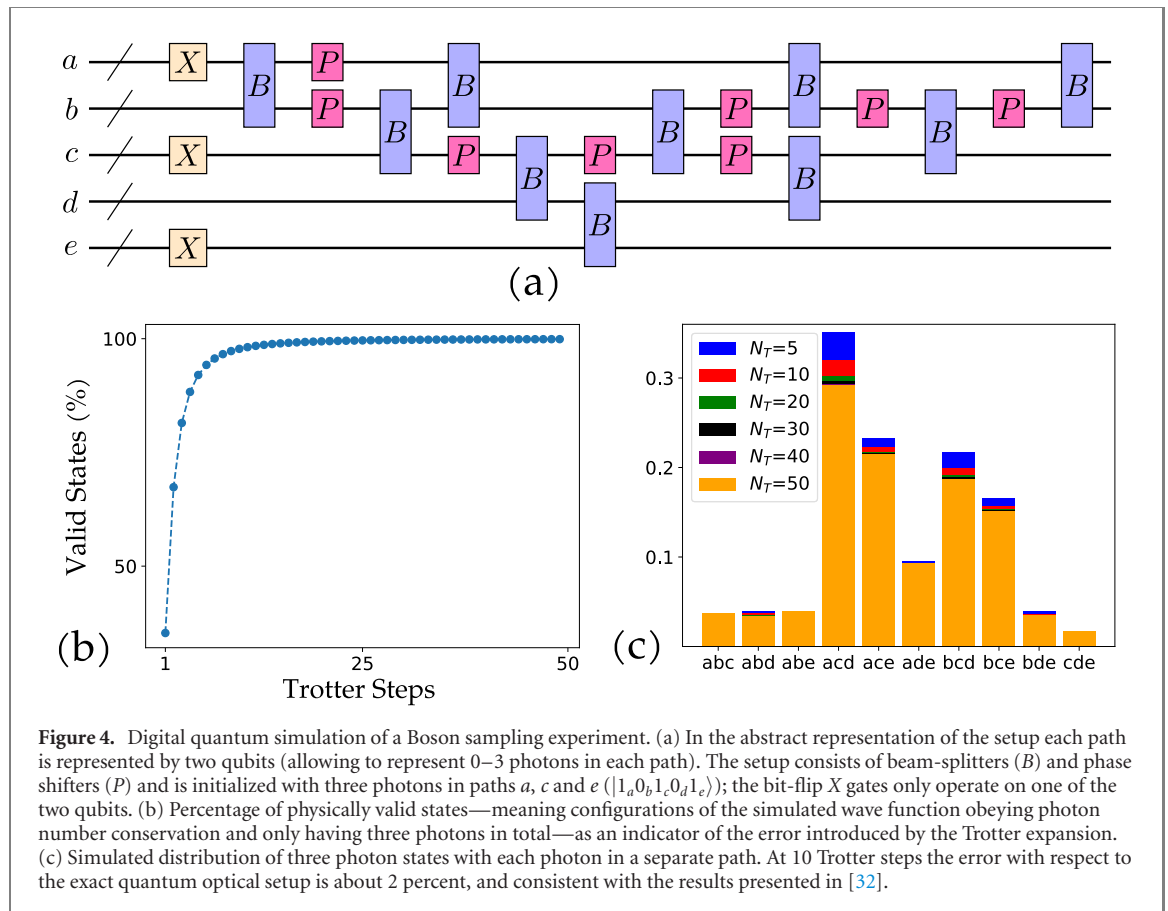 a X B P B B B
b P B B P P B P
c X P B P P B
d B
e X
(a)
100
50
Valid States (%)
(b)
1 25 50
Trotter Steps
0.3
0.2
0.1
N_T=5
N_T=10
N_T=20
N_T=30
N_T=40
N_T=50
(c)
abc abd abe acd ace ade bcd bce bde cde
Figure 4. Digital quantum simulation of a Boson sampling experiment. (a) In the abstract representation of the setup each path
is represented by two qubits (allowing to represent 0–3 photons in each path). The setup consists of beam-splitters (B) and phase
shifters (P) and is initialized with three photons in paths a, c and e (|1ₐ0_b1_c0_d1ₑ⟩); the bit-flip X gates only operate on one of the
two qubits. (b) Percentage of physically valid states—meaning configurations of the simulated wave function obeying photon
number conservation and only having three photons in total—as an indicator of the error introduced by the Trotter expansion.
(c) Simulated distribution of three photon states with each photon in a separate path. At 10 Trotter steps the error with respect to
the exact quantum optical setup is about 2 percent, and consistent with the results presented in [32].